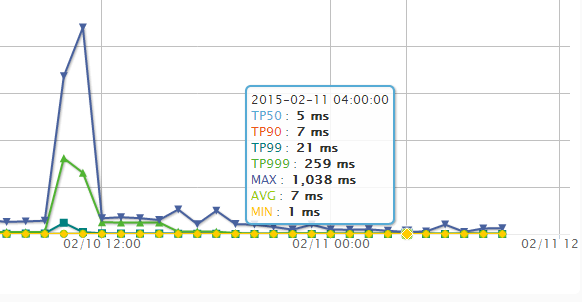 2015-02-11 04:00:00
TP50 : 5 ms
TP90 : 7 ms
TP99 : 21 ms
TP999 : 259 ms
MAX : 1,038 ms
AVG : 7 ms
MIN : 1 ms
02/10 12:00 02/11 00:00 02/11 12